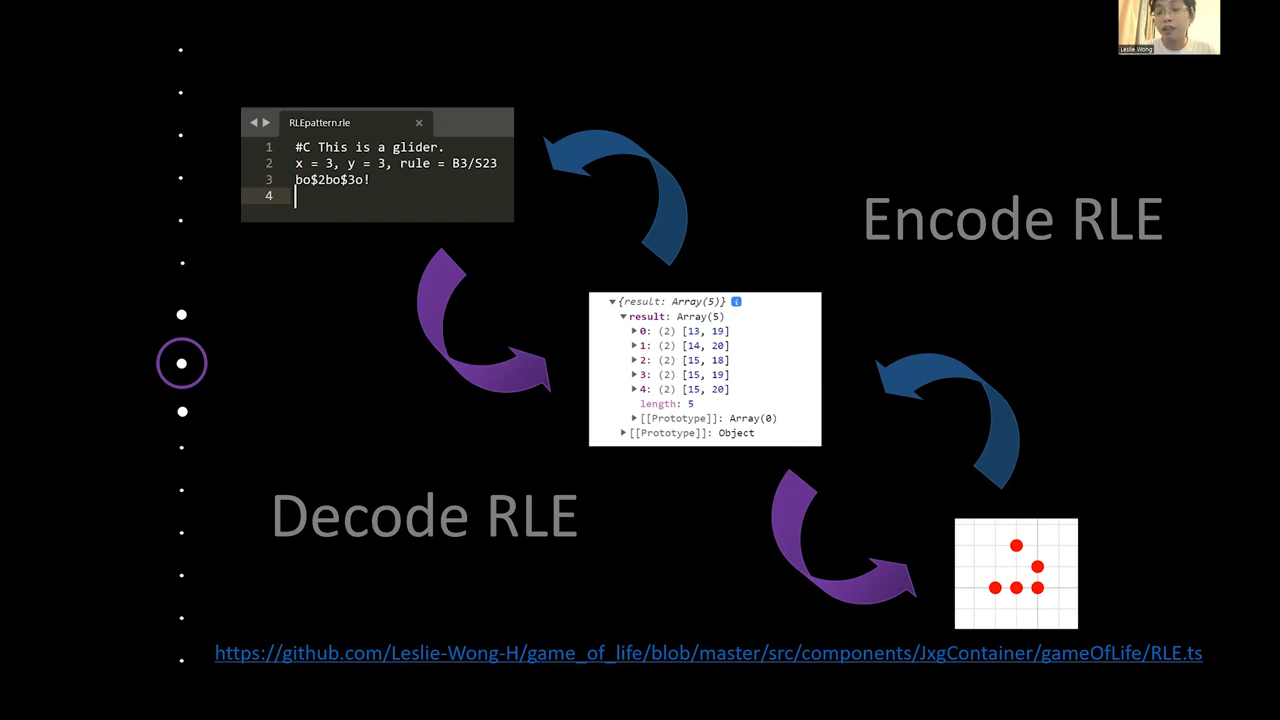 Leslie Wong
RLEpattern.rle ×
1 #C This is a glider.
2 x = 3, y = 3, rule = B3/S23
3 bo$2bo$3o!
4
Encode RLE
{result: Array(5)} i
result: Array(5)
0: (2) [13, 19]
1: (2) [14, 20]
2: (2) [15, 18]
3: (2) [15, 19]
4: (2) [15, 20]
length: 5
[[Prototype]]: Array(0)
[[Prototype]]: Object
Decode RLE
https://github.com/Leslie-Wong-H/game_of_life/blob/master/src/components/JxgContainer/gameOfLife/RLE.ts